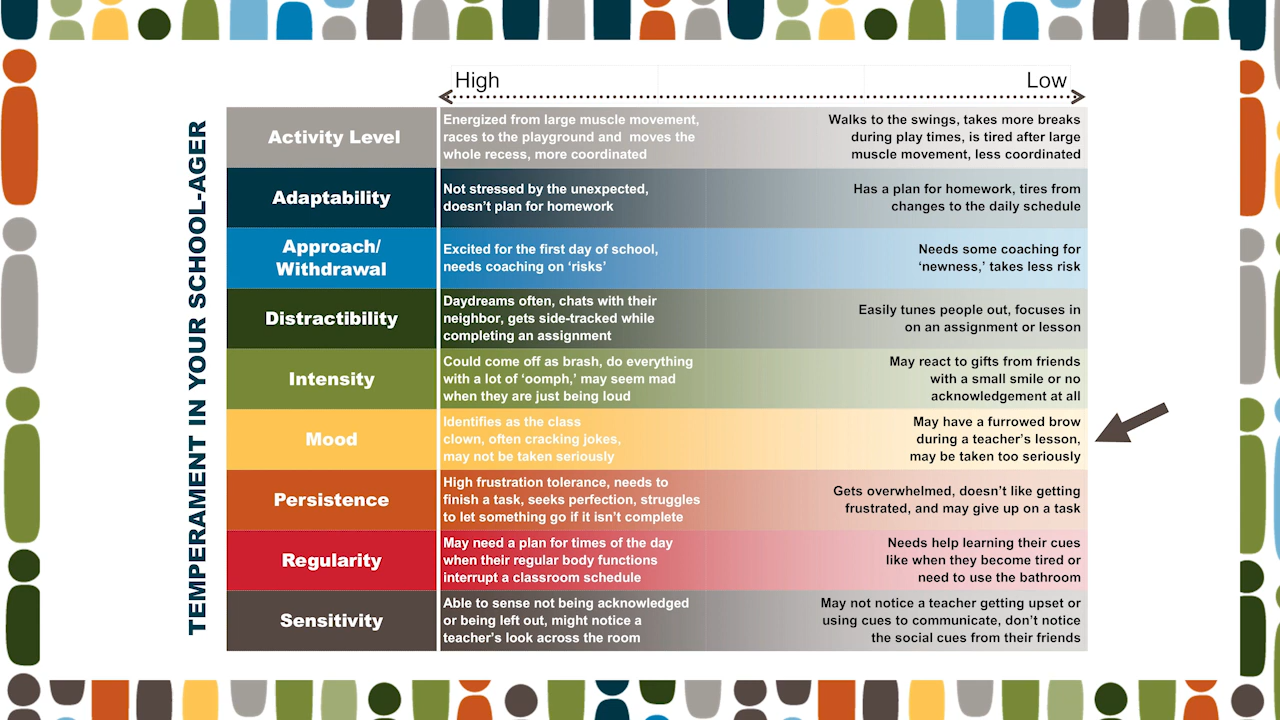 High
Low
TEMPERAMENT IN YOUR SCHOOL-AGER
Activity Level
Energized from large muscle movement,
races to the playground and moves the
whole recess, more coordinated
Walks to the swings, takes more breaks
during play times, is tired after large
muscle movement, less coordinated
Adaptability
Not stressed by the unexpected,
doesn't plan for homework
Has a plan for homework, tires from
changes to the daily schedule
Approach/
Withdrawal
Excited for the first day of school,
needs coaching on ‘risks’
Needs some coaching for
‘newness,’ takes less risk
Distractibility
Daydreams often, chats with their
neighbor, gets side-tracked while
completing an assignment
Easily tunes people out, focuses in
on an assignment or lesson
Intensity
Could come off as brash, do everything
with a lot of ‘oomph,’ may seem mad
when they are just being loud
May react to gifts from friends
with a small smile or no
acknowledgement at all
Mood
Identifies as the class
clown, often cracking jokes,
may not be taken seriously
May have a furrowed brow
during a teacher’s lesson,
may be taken too seriously
Persistence
High frustration tolerance, needs to
finish a task, seeks perfection, struggles
to let something go if it isn’t complete
Gets overwhelmed, doesn’t like getting
frustrated, and may give up on a task
Regularity
May need a plan for times of the day
when their regular body functions
interrupt a classroom schedule
Needs help learning their cues
like when they become tired or
need to use the bathroom
Sensitivity
Able to sense not being acknowledged
or being left out, might notice a
teacher’s look across the room
May not notice a teacher getting upset or
using cues to communicate, don’t notice
the social cues from their friends